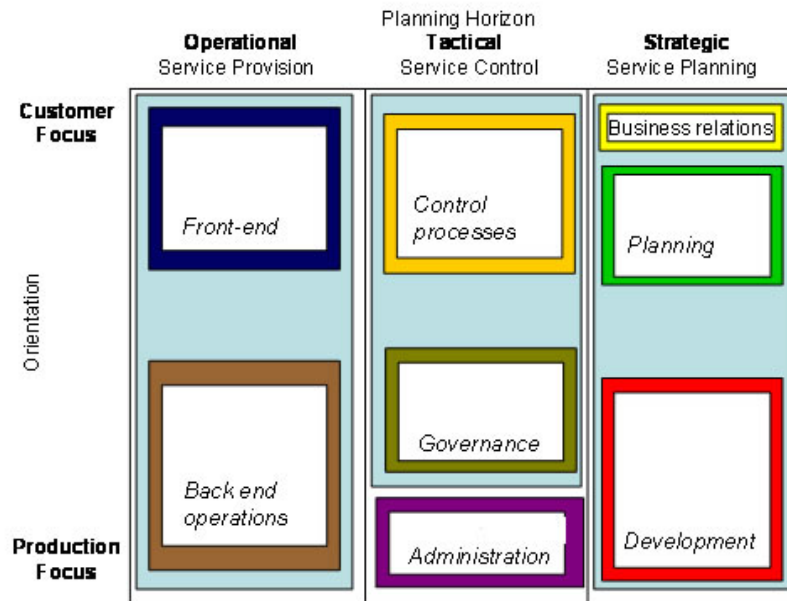 Planning Horizon
Operational
Service Provision
Tactical
Service Control
Strategic
Service Planning
Customer
Focus
Orientation
Production
Focus
Front-end
Back end
operations
Control
processes
Governance
Administration
Business relations
Planning
Development